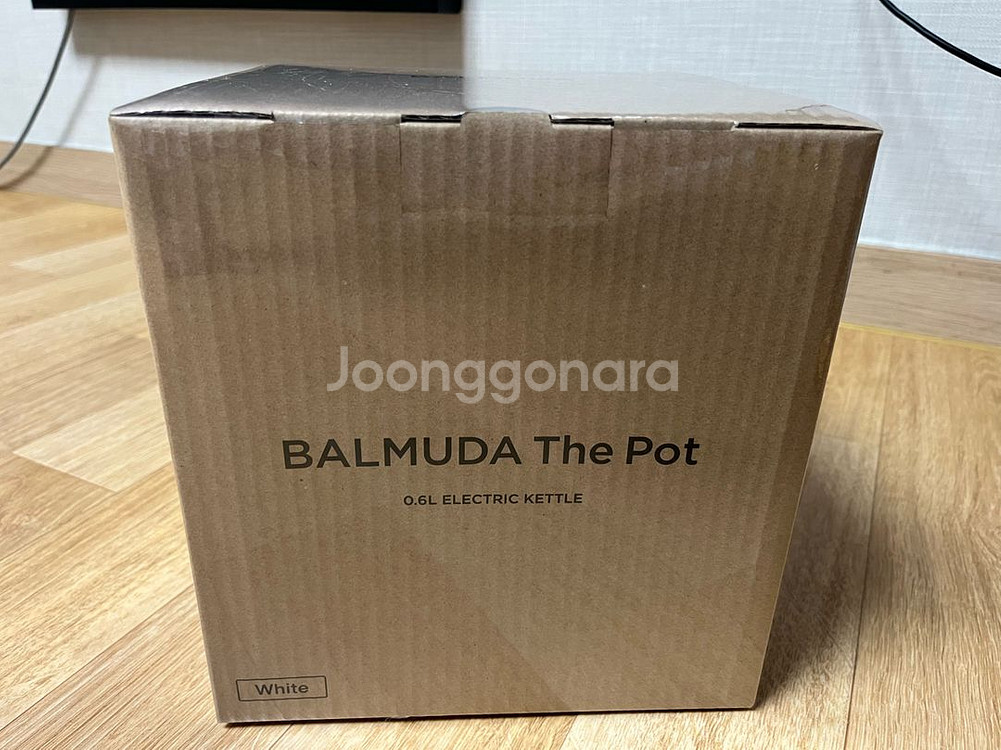 Joonggonara
BALMUDA The Pot
0.6L ELECTRIC KETTLE
White